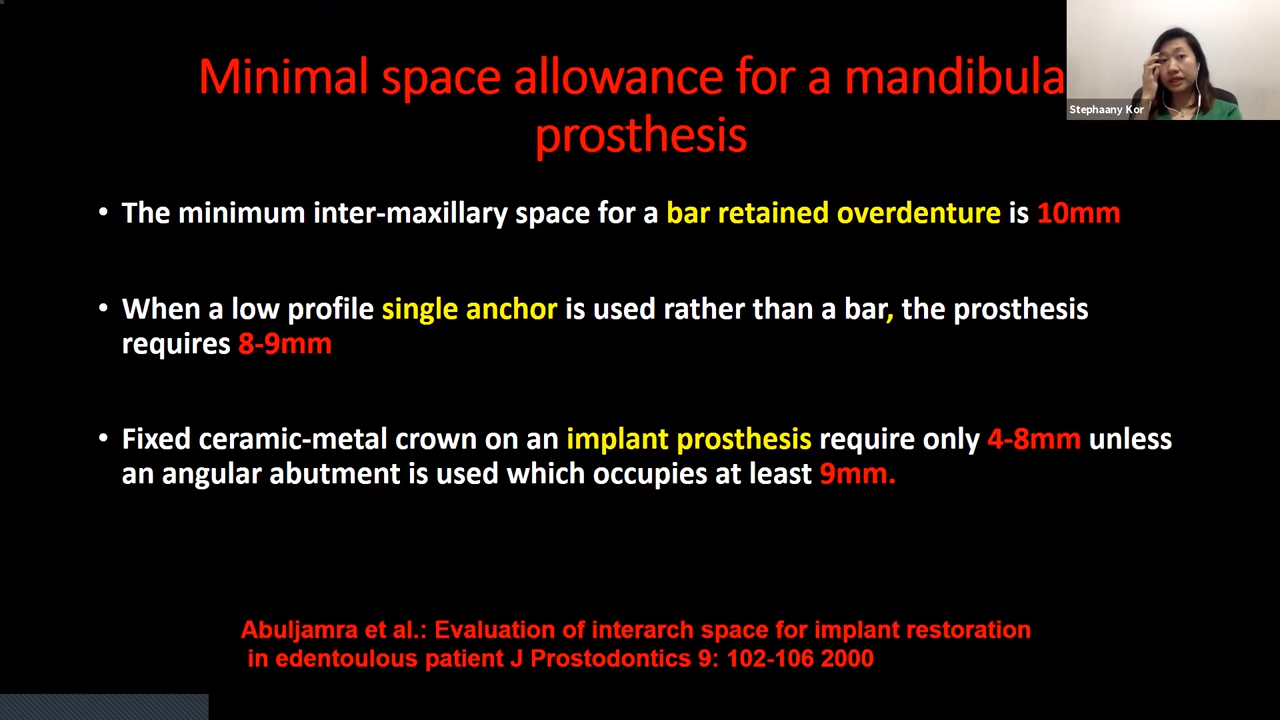 Minimal space allowance for a mandibula
prosthesis
Stephaany Kor
• The minimum inter-maxillary space for a bar retained overdenture is 10mm
• When a low profile single anchor is used rather than a bar, the prosthesis
requires 8-9mm
• Fixed ceramic-metal crown on an implant prosthesis require only 4-8mm unless
an angular abutment is used which occupies at least 9mm.
Abuljamra et al.: Evaluation of interarch space for implant restoration
in edentoulous patient J Prostodontics 9: 102-106 2000